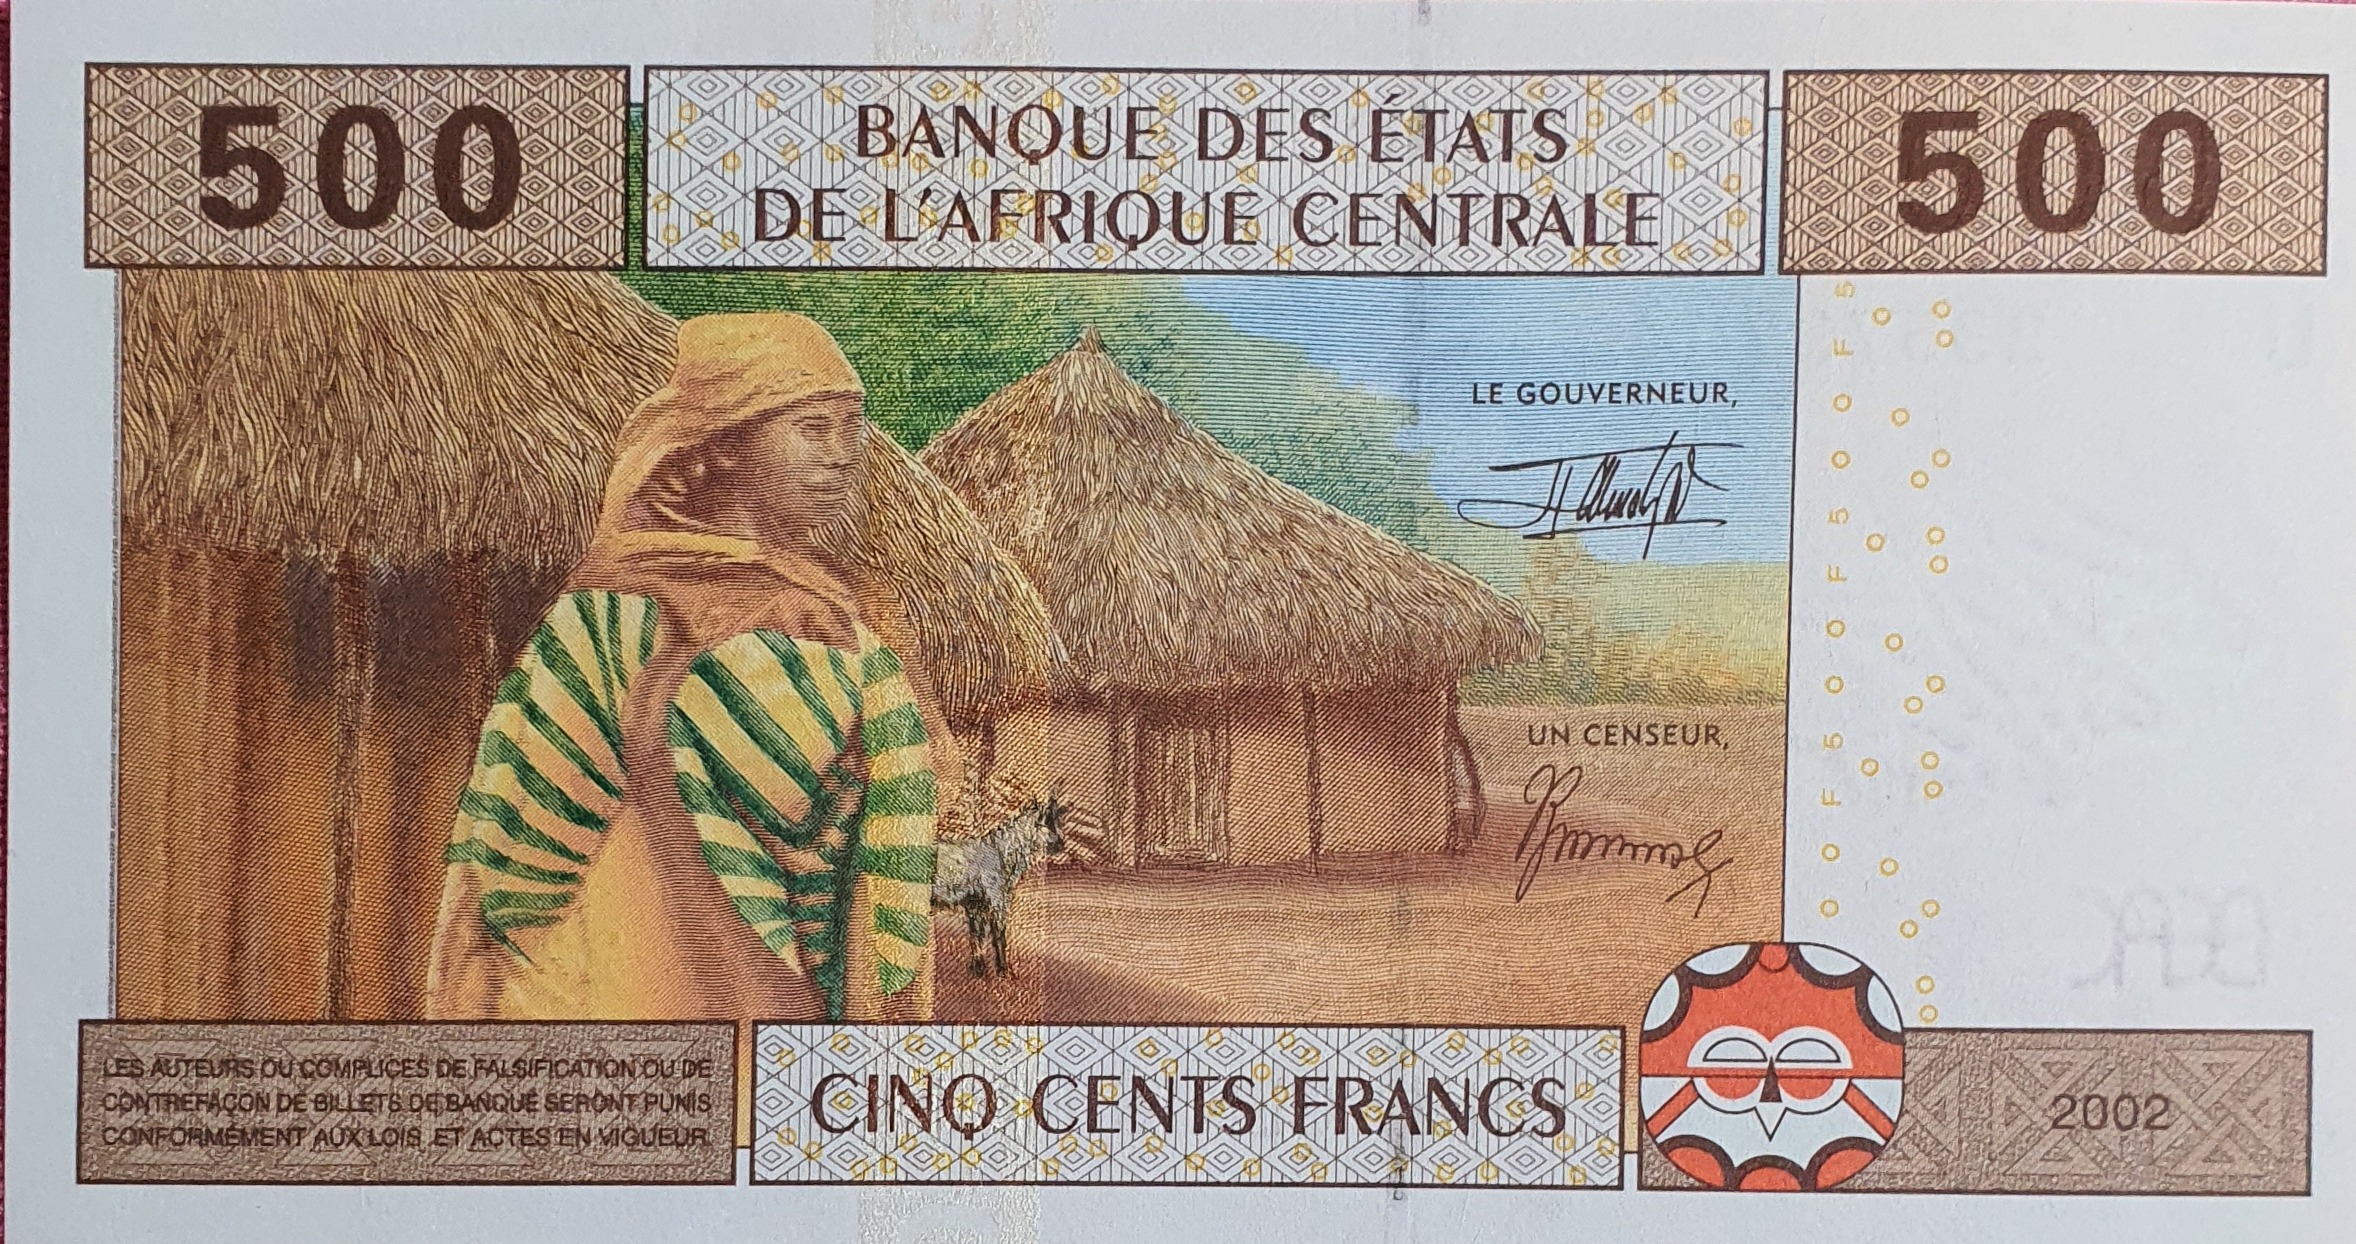 500
BANQUE DES ÉTATS
DE L'AFRIQUE CENTRALE
500
LE GOUVERNEUR,
UN CENSEUR,
LES AUTEURS OU COMPLICES DE FALSIFICATION OU DE
CONTREFAÇON DE BILLETS DE BANQUE SERONT PUNIS
CONFORMÉMENT AUX LOIS ET ACTES EN VIGUEUR.
CINQ CENTS FRANCS
2002
500F500F500F5